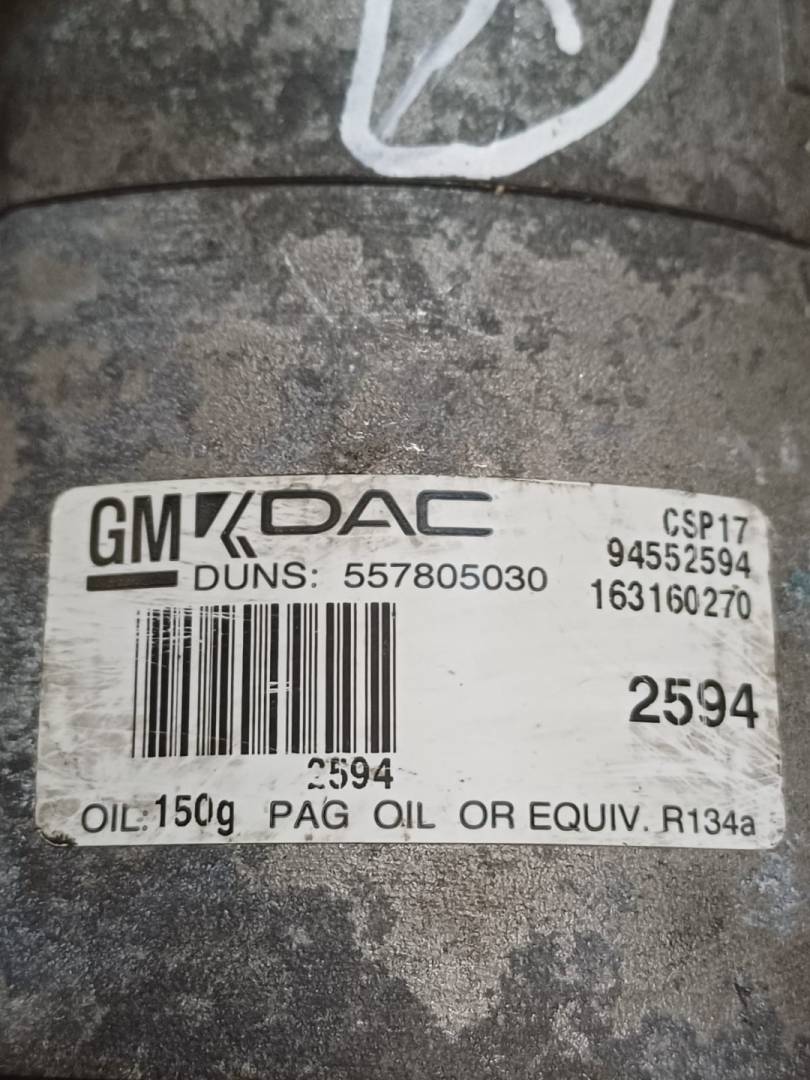 GM DAC
DUNS: 557805030
CSP17
94552594
163160270
2594
2594
OIL: 150g PAG OIL OR EQUIV. R134a